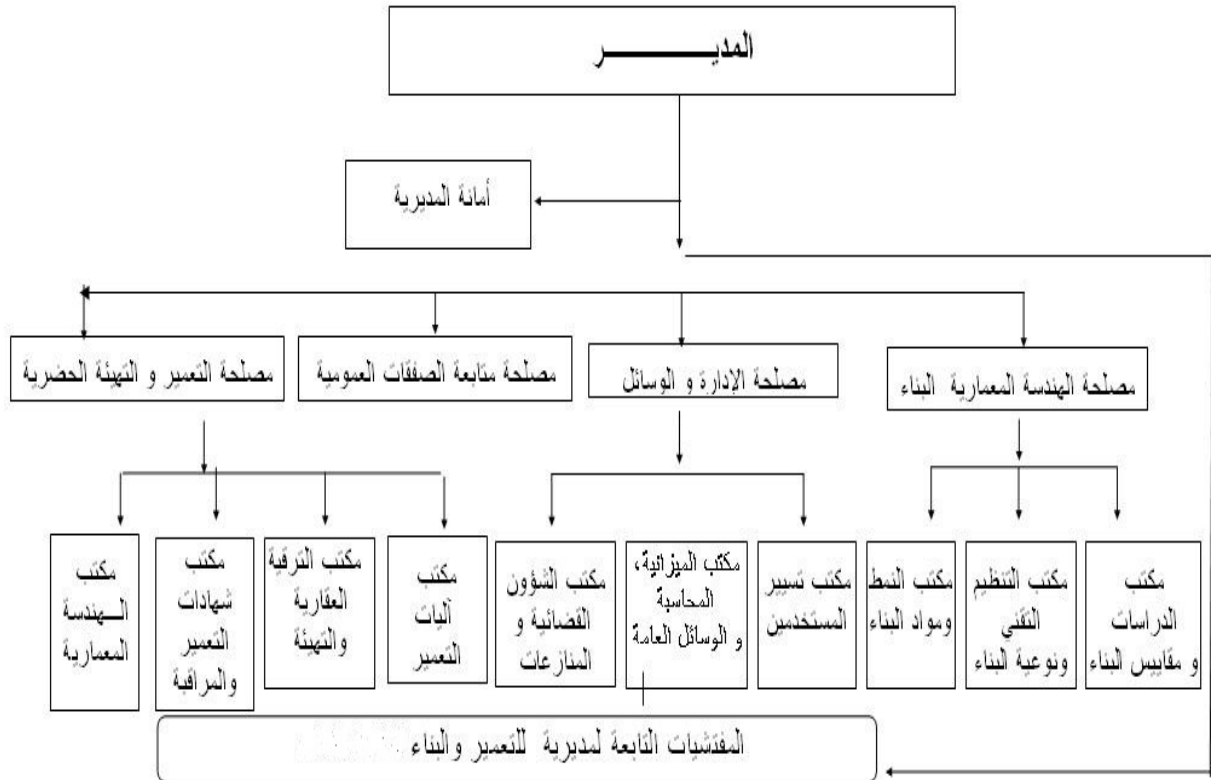 المديـــــــــــر
أمانة المديرية
مصلحة الهندسة المعمارية البناء
مصلحة الإدارة و الوسائل
مصلحة متابعة الصفقات العمومية
مصلحة التعمير و التهيئة الحضرية
مكتب
الدراسات
و مقاييس البناء
مكتب التنظيم
التقني
ونوعية البناء
مكتب النمط
ومواد البناء
مكتب تسيير
المستخدمين
مكتب الميزانية،
المحاسبة
و الوسائل العامة
مكتب الشؤون
القضائية و
المنازعات
مكتب
آليات
التعمير
مكتب الترقية
العقارية
والتهيئة
مكتب
شهادات
التعمير
والمراقبة
مكتب
الـــهندسة
المعمارية
المفتشيات التابعة لمديرية للتعمير والبناء